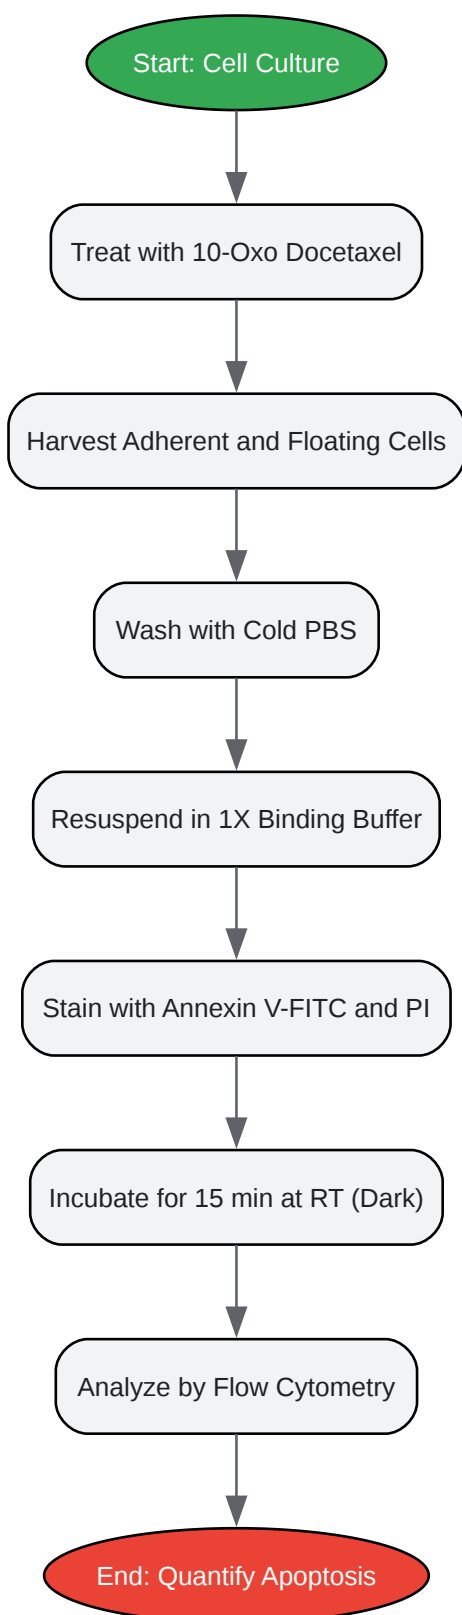 Start: Cell Culture
Treat with 10-Oxo Docetaxel
Harvest Adherent and Floating Cells
Wash with Cold PBS
Resuspend in 1X Binding Buffer
Stain with Annexin V-FITC and PI
Incubate for 15 min at RT (Dark)
Analyze by Flow Cytometry
End: Quantify Apoptosis